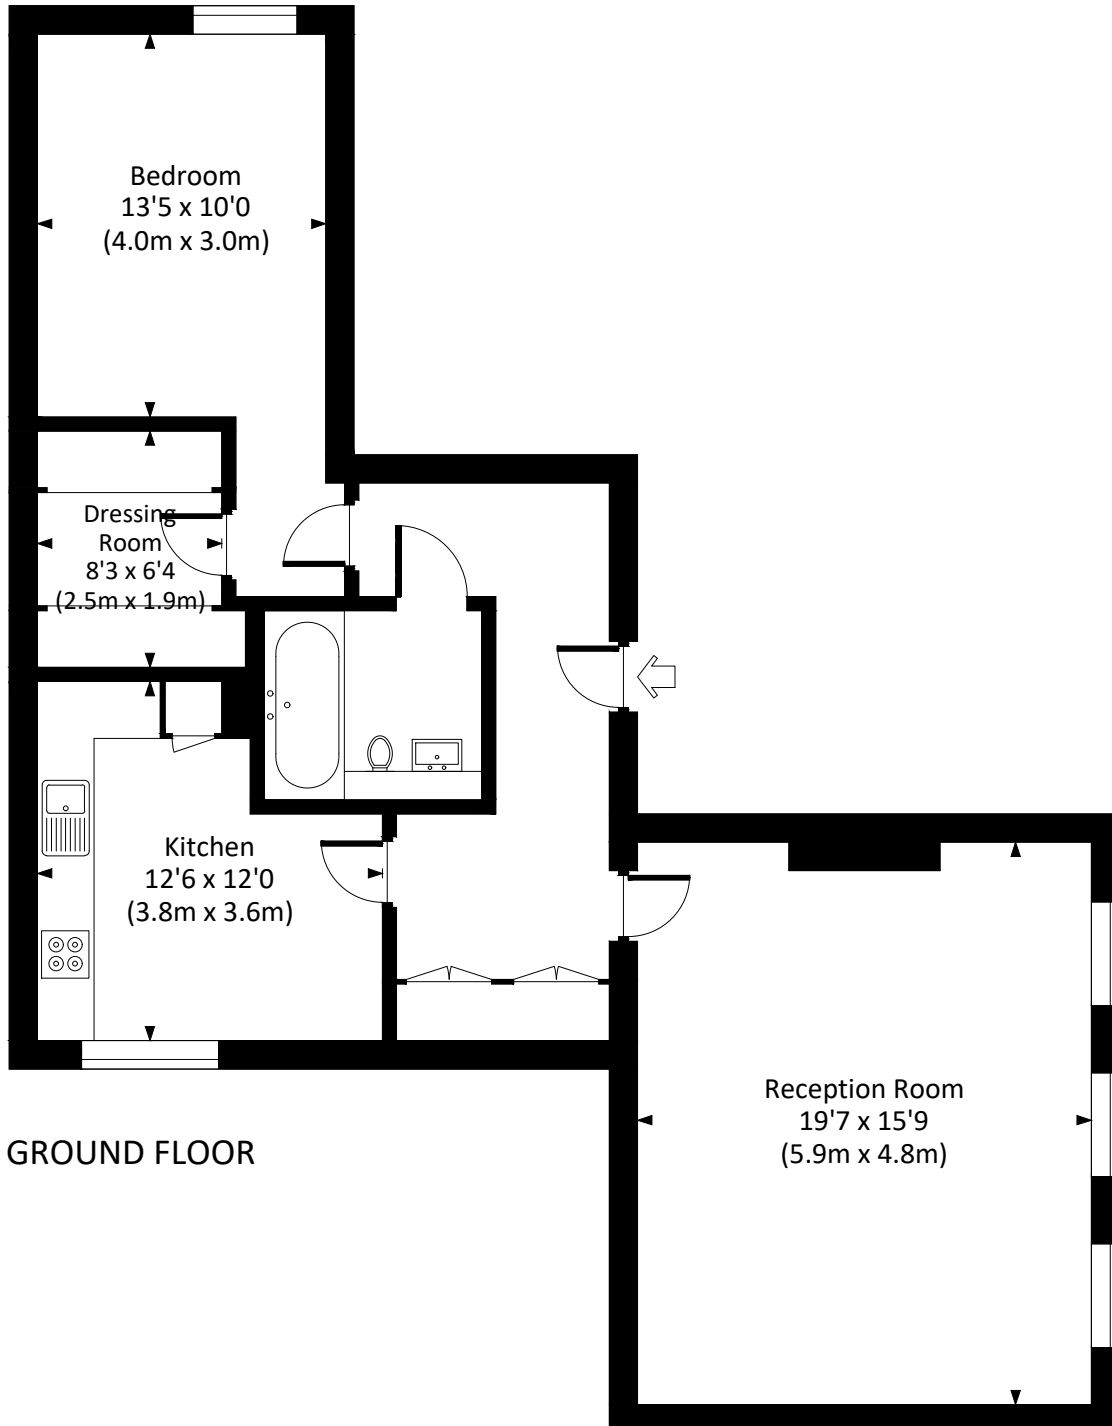 Bedroom
13'5 x 10'0
(4.0m x 3.0m)
Dressing
Room
8'3 x 6'4
(2.5m x 1.9m)
Kitchen
12'6 x 12'0
(3.8m x 3.6m)
Reception Room
19'7 x 15'9
(5.9m x 4.8m)
GROUND FLOOR